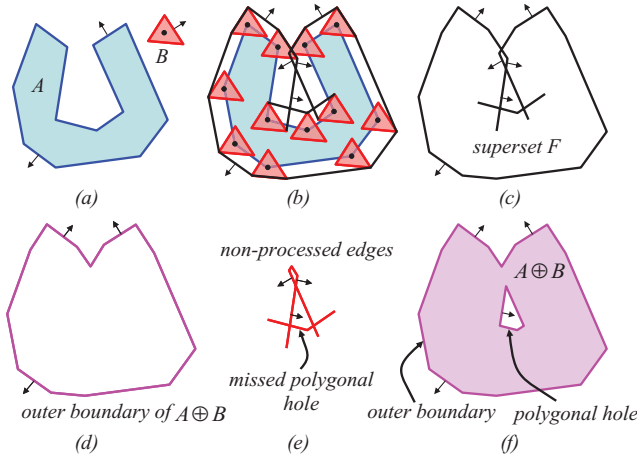 A
B
(a)
(b)
superset F
(c)
outer boundary of A⊕B
(d)
non-processed edges
missed polygonal
hole
(e)
A⊕B
outer boundary
polygonal hole
(f)